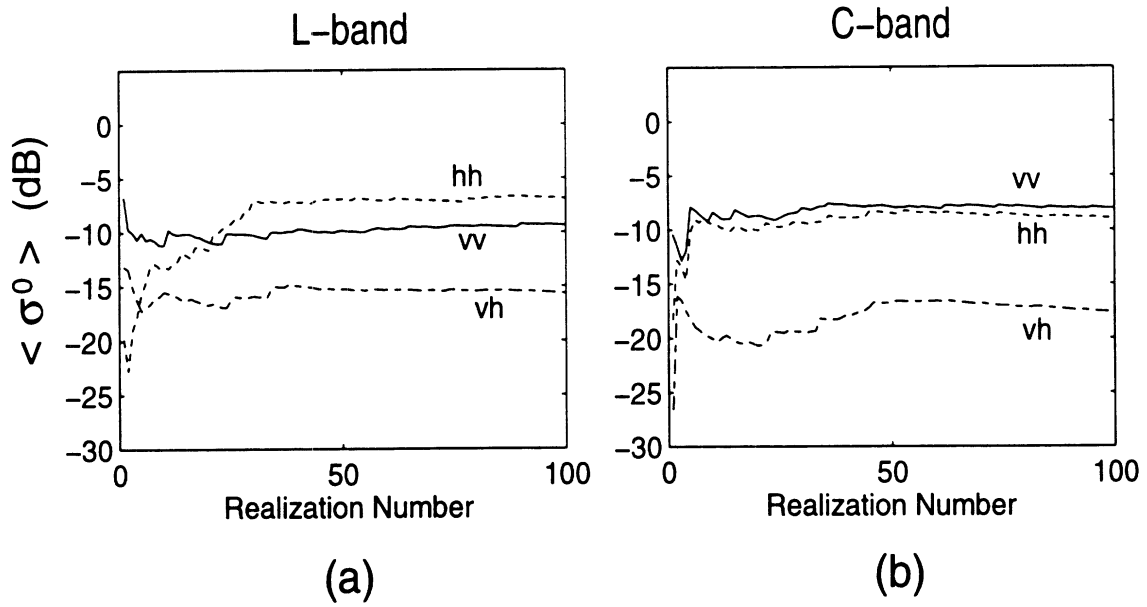 L-band
C-band
< σ⁰ > (dB)
0
-5
-10
-15
-20
-25
-30
hh
vv
vh
0
50
100
Realization Number
(a)
0
-5
-10
-15
-20
-25
-30
vv
hh
vh
0
50
100
Realization Number
(b)